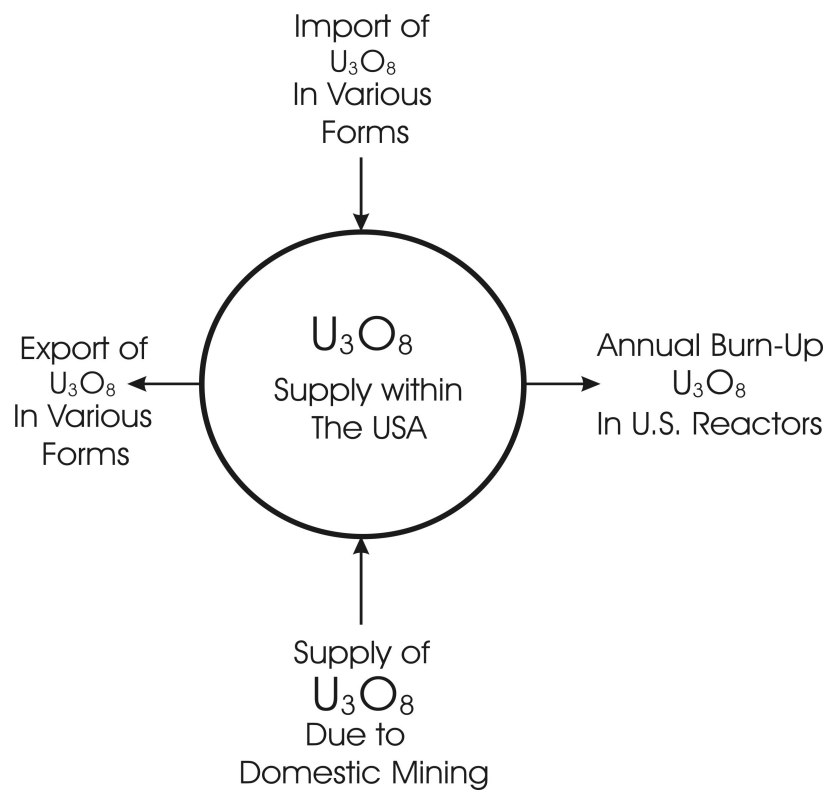 Import of
U₃O₈
In Various
Forms
Export of
U₃O₈
In Various
Forms
U₃O₈
Supply within
The USA
Annual Burn-Up
U₃O₈
In U.S. Reactors
Supply of
U₃O₈
Due to
Domestic Mining